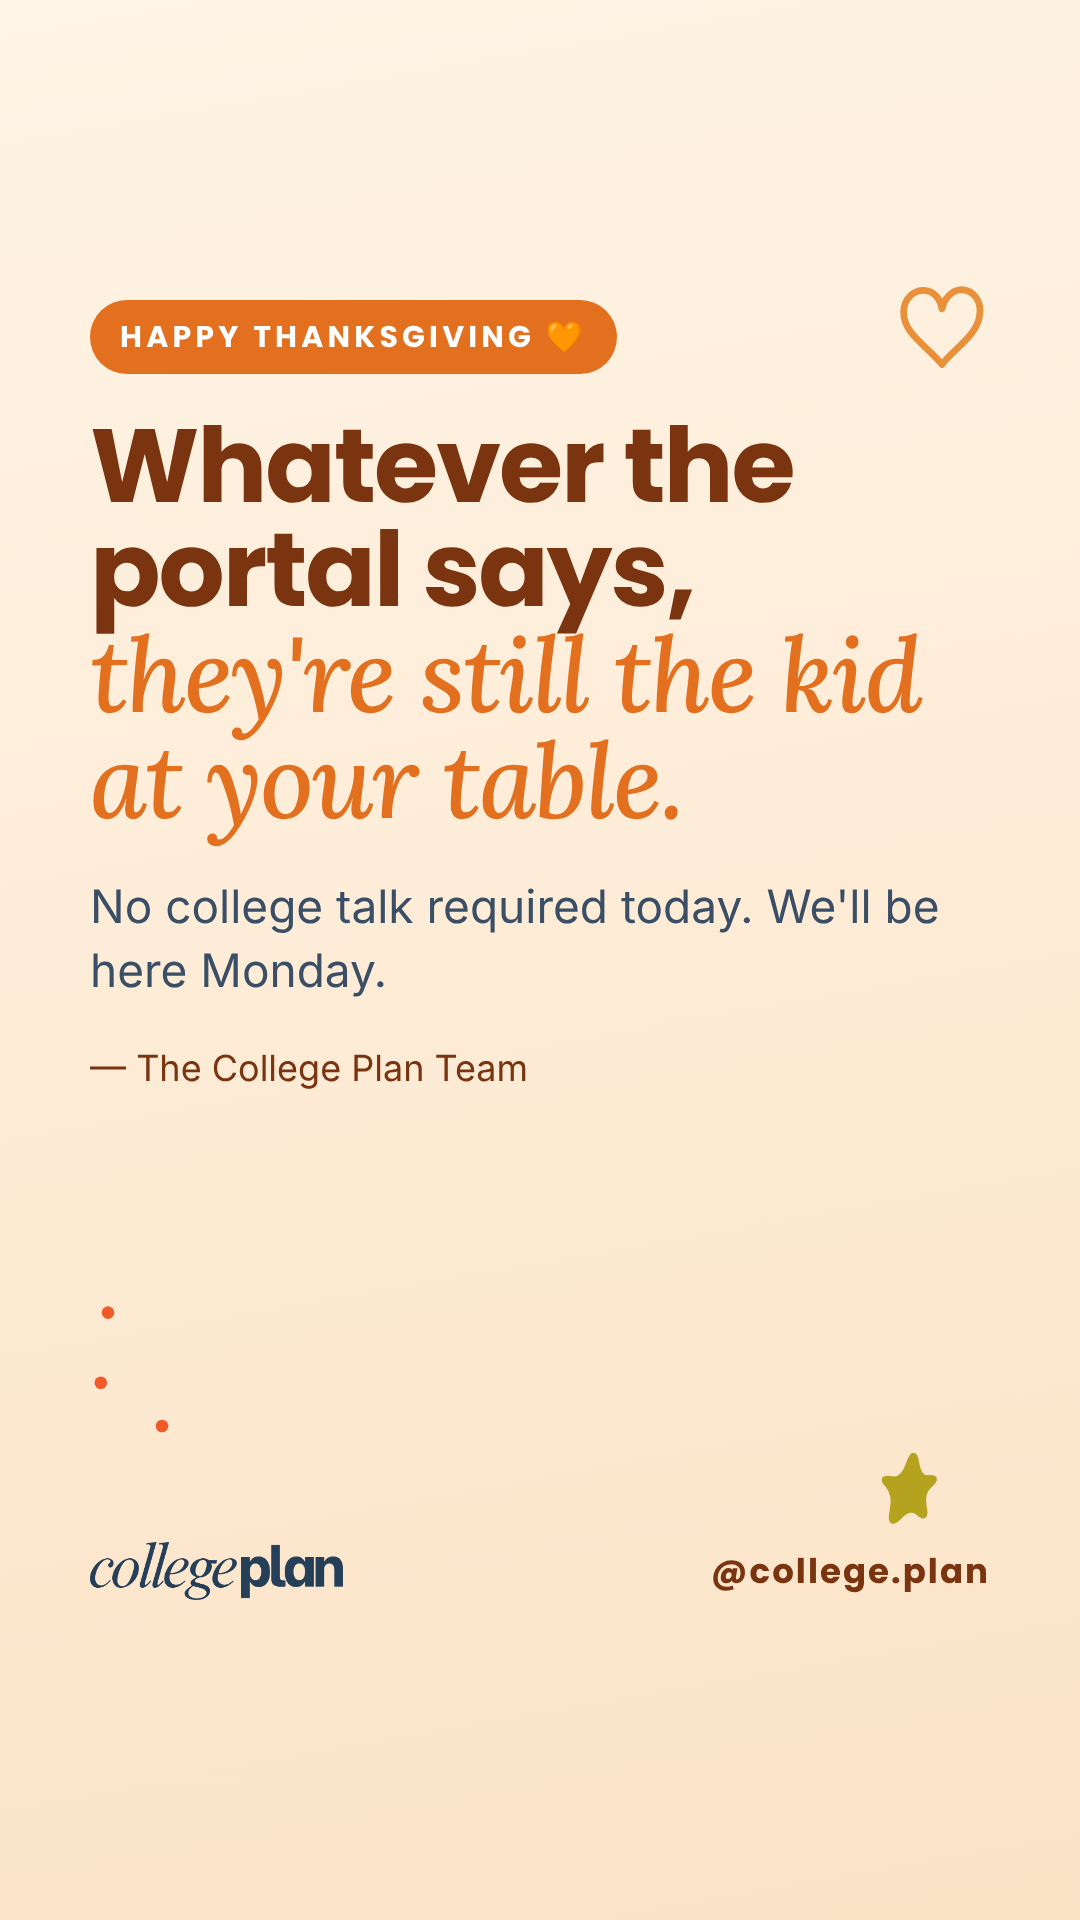 HAPPY THANKSGIVING 🧡
Whatever the
portal says,
they're still the kid
at your table.
No college talk required today. We'll be
here Monday.
— The College Plan Team
collegeplan
@college.plan